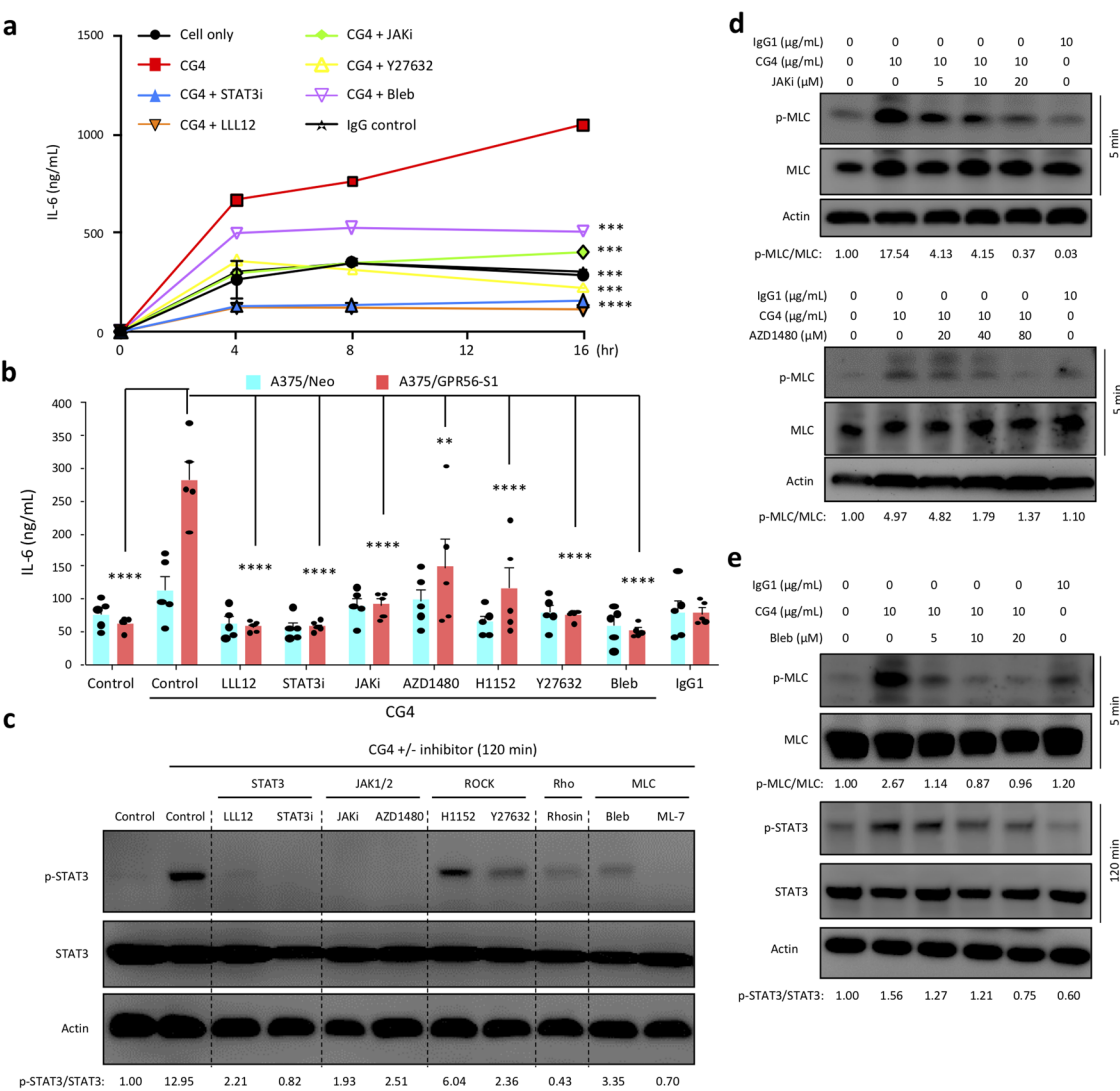 a
1500
1000
500
0
IL-6 (ng/mL)
Cell only
CG4
CG4 + STAT3i
CG4 + LLL12
CG4 + JAKi
CG4 + Y27632
CG4 + Bleb
IgG control
***
***
***
***
****
0 4 8 16 (hr)
b
A375/Neo A375/GPR56-S1
400
350
300
250
200
150
100
50
0
IL-6 (ng/mL)
**** **** **** **** ** **** **** ****
Control Control LLL12 STAT3i JAKi AZD1480 H1152 Y27632 Bleb IgG1
CG4
c
CG4 +/- inhibitor (120 min)
STAT3 JAK1/2 ROCK Rho MLC
Control Control LLL12 STAT3i JAKi AZD1480 H1152 Y27632 Rhosin Bleb ML-7
p-STAT3
STAT3
Actin
p-STAT3/STAT3: 1.00 12.95 2.21 0.82 1.93 2.51 6.04 2.36 0.43 3.35 0.70
d
IgG1 (µg/mL) 0 0 0 0 0 10
CG4 (µg/mL) 0 10 10 10 10 0
JAKi (µM) 0 0 5 10 20 0
p-MLC
MLC
Actin
5 min
p-MLC/MLC: 1.00 17.54 4.13 4.15 0.37 0.03
IgG1 (µg/mL) 0 0 0 0 0 10
CG4 (µg/mL) 0 10 10 10 10 0
AZD1480 (µM) 0 0 20 40 80 0
p-MLC
MLC
Actin
5 min
p-MLC/MLC: 1.00 4.97 4.82 1.79 1.37 1.10
e
IgG1 (µg/mL) 0 0 0 0 0 10
CG4 (µg/mL) 0 10 10 10 10 0
Bleb (µM) 0 0 5 10 20 0
p-MLC
MLC
5 min
p-MLC/MLC: 1.00 2.67 1.14 0.87 0.96 1.20
p-STAT3
STAT3
120 min
Actin
p-STAT3/STAT3: 1.00 1.56 1.27 1.21 0.75 0.60